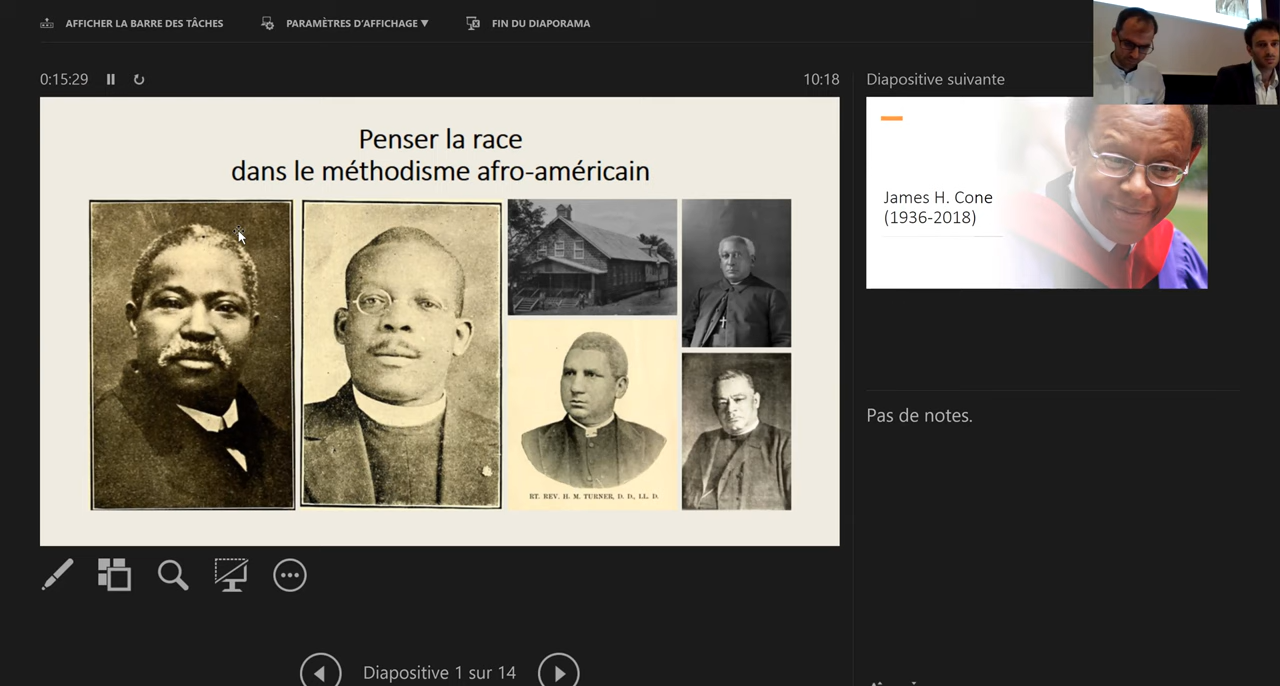 AFFICHER LA BARRE DES TÂCHES
PARAMÈTRES D'AFFICHAGE ▼
FIN DU DIAPORAMA
0:15:29
10:18
Diapositive suivante
Penser la race
dans le méthodisme afro-américain
RT. REV. H. M. TURNER, D. D., LL. D.
James H. Cone
(1936-2018)
Pas de notes.
Diapositive 1 sur 14